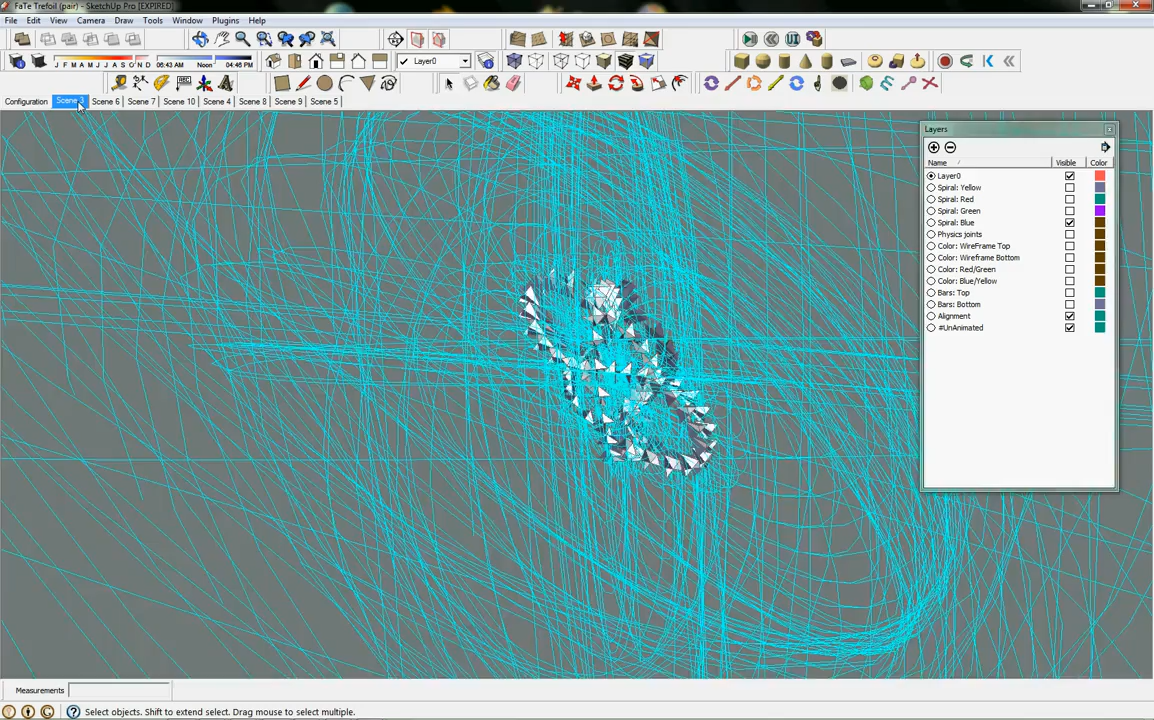 FaTe Trefoil (pair) - SketchUp Pro [EXPIRED]
File Edit View Camera Draw Tools Window Plugins Help
J F M A M J J A S O N D 06:43 AM Noon 04:46 PM Layer0
Configuration Scene 3 Scene 6 Scene 7 Scene 10 Scene 4 Scene 8 Scene 9 Scene 5
Layers
Name Visible Color
Layer0
Spiral: Yellow
Spiral: Red
Spiral: Green
Spiral: Blue
Physics joints
Color: WireFrame Top
Color: Wireframe Bottom
Color: Red/Green
Color: Blue/Yellow
Bars: Top
Bars: Bottom
Alignment
#UnAnimated
Measurements
Select objects. Shift to extend select. Drag mouse to select multiple.